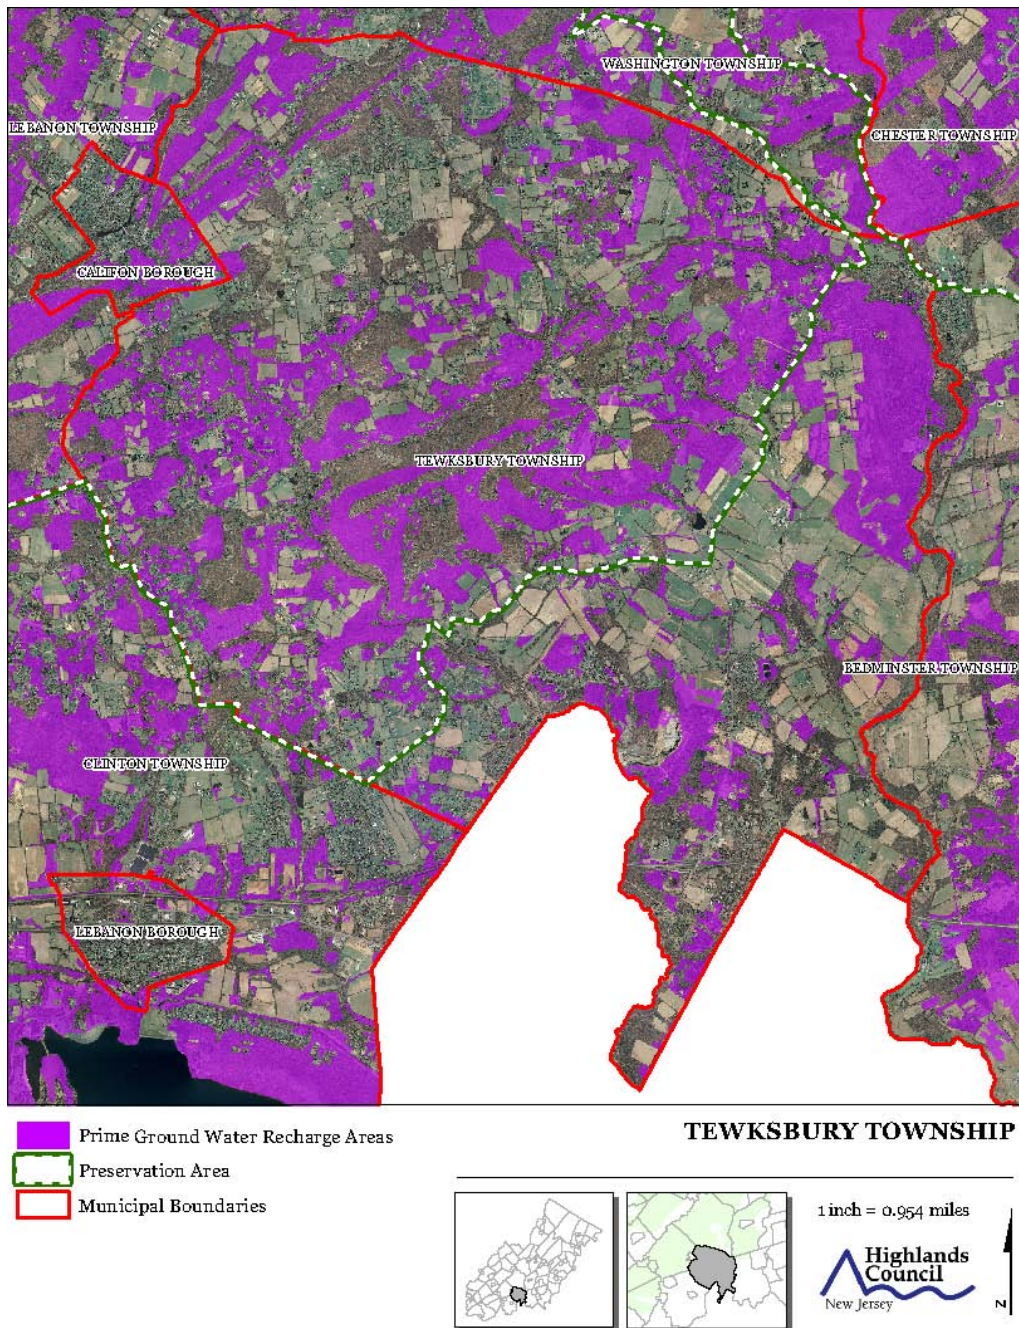 WASHINGTON TOWNSHIP
LEBANON TOWNSHIP
CHESTER TOWNSHIP
CALIFON BOROUGH
TEWKSBURY TOWNSHIP
BEDMINSTER TOWNSHIP
CLINTON TOWNSHIP
LEBANON BOROUGH
Prime Ground Water Recharge Areas
Preservation Area
Municipal Boundaries
TEWKSBURY TOWNSHIP
1 inch = 0.954 miles
Highlands
Council
New Jersey
N